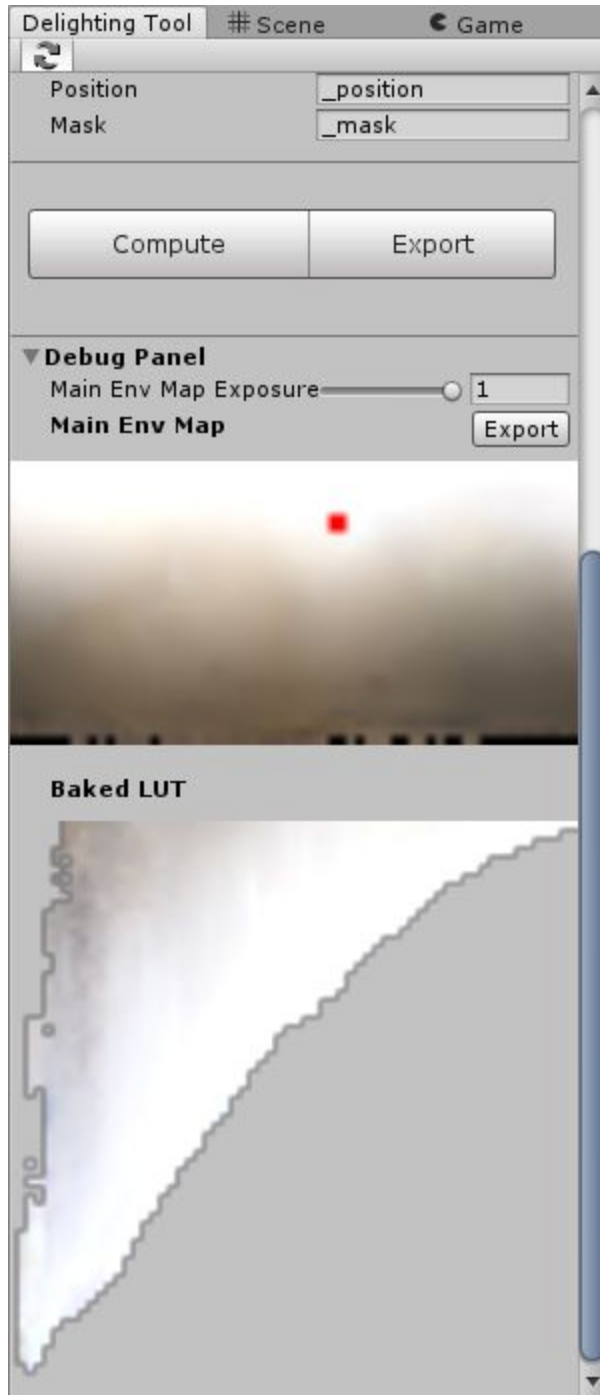 Delighting Tool Scene Game
Position _position
Mask _mask
Compute Export
Debug Panel
Main Env Map Exposure 1
Main Env Map Export
Baked LUT